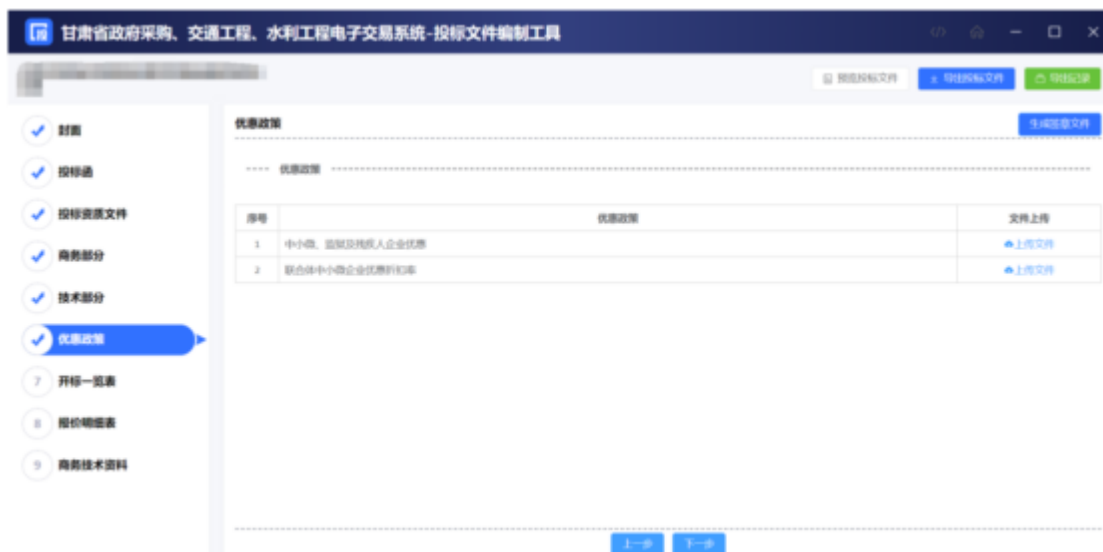 甘肃省政府采购、交通工程、水利工程电子交易系统-投标文件编制工具
预览投标文件 导出投标文件 导出记录
封面
投标函
投标资质文件
商务部分
技术部分
优惠政策
7 开标一览表
8 报价明细表
9 商务技术资料
优惠政策 生成签章文件
优惠政策
序号 优惠政策 文件上传
1 中小微、监狱及残疾人企业优惠 上传文件
2 联合体中小微企业优惠折扣率 上传文件
上一步 下一步